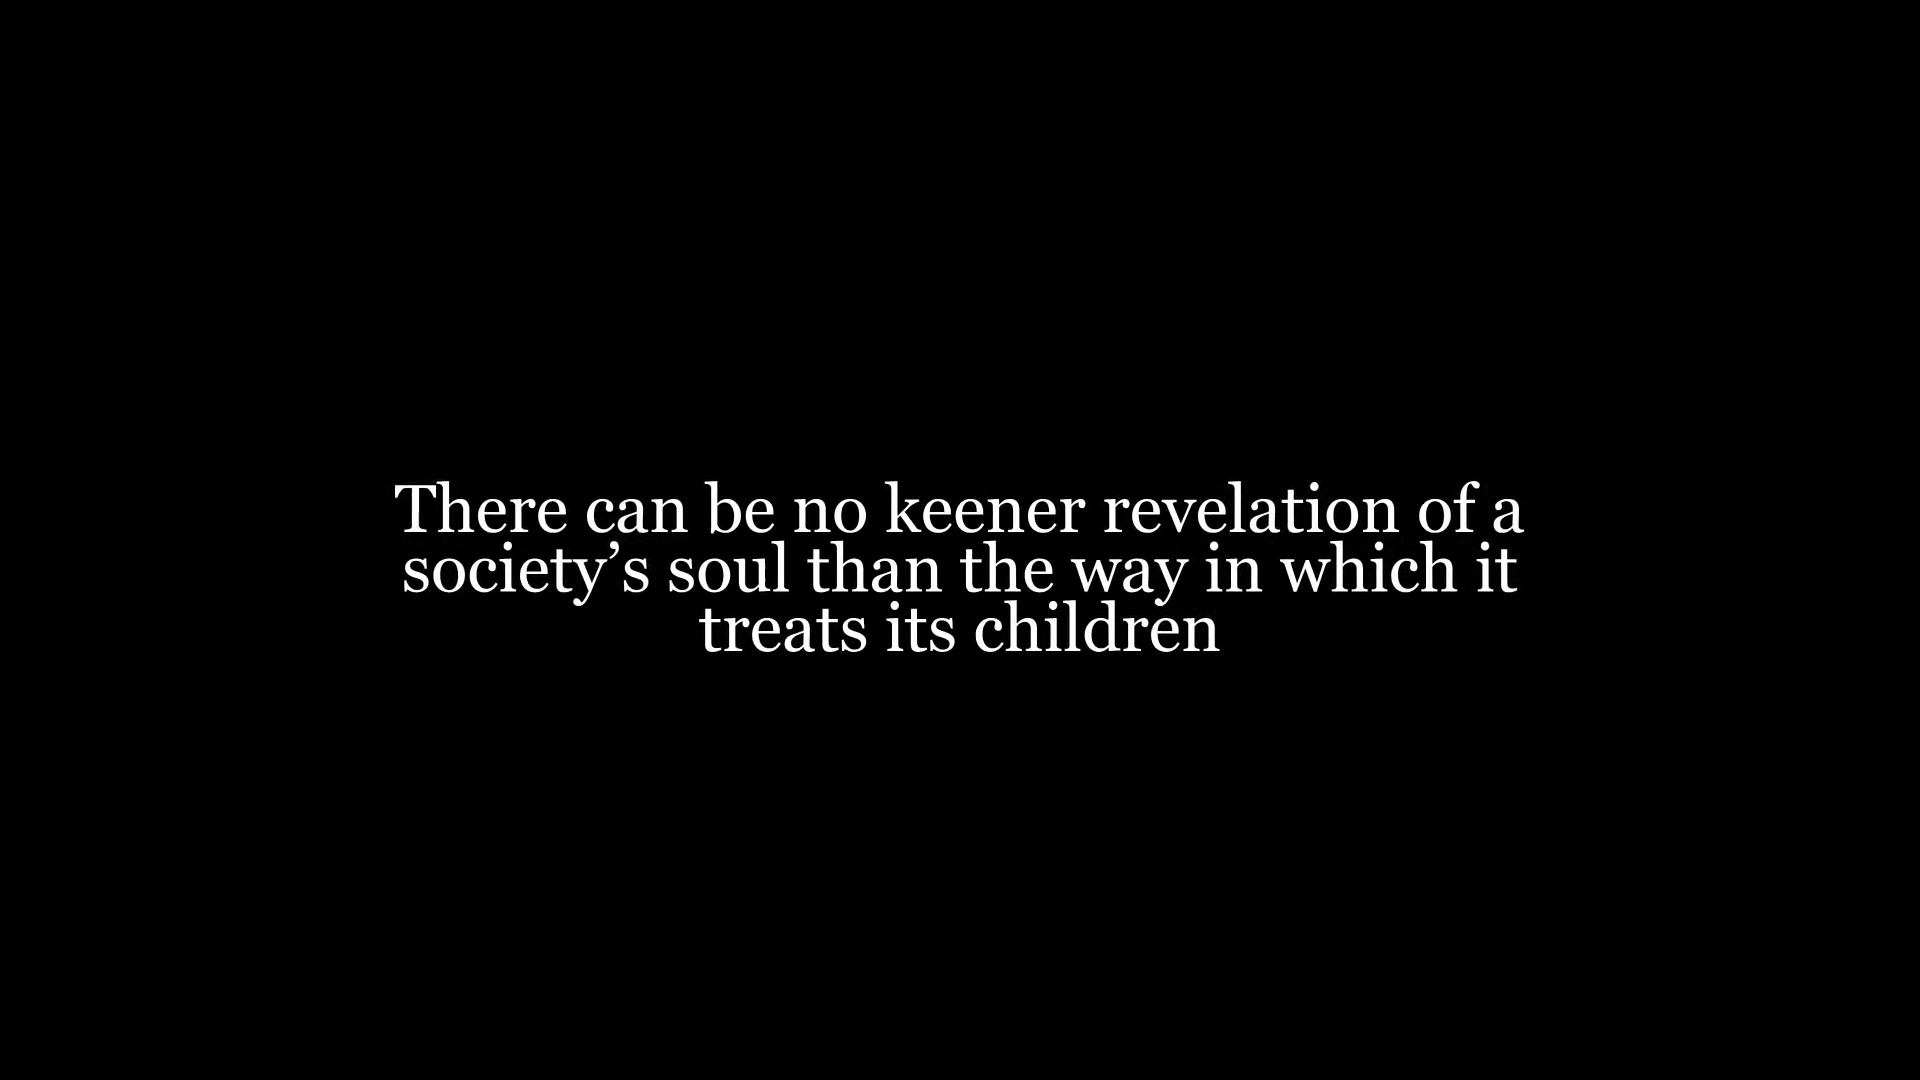 There can be no keener revelation of a
society’s soul than the way in which it
treats its children